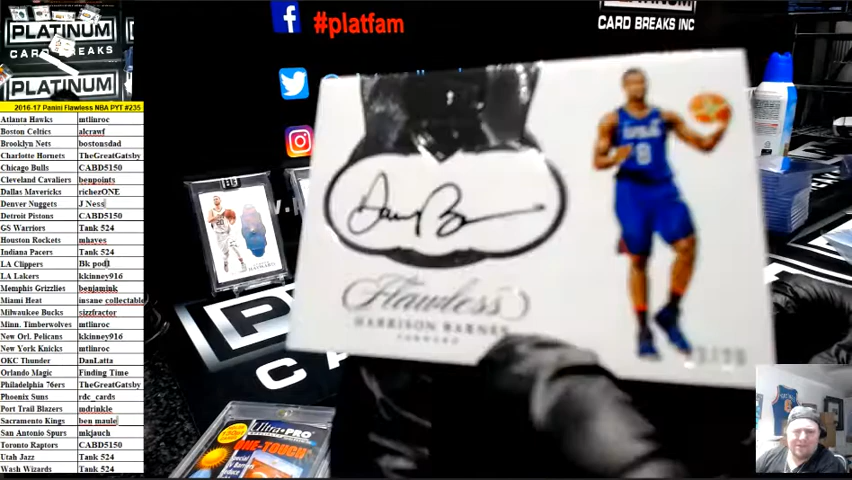 PLATINUM
CARD BREAKS
PLATINUM
2016-17 Panini Flawless NBA PYT #235
Atlanta Hawks mtlinroc
Boston Celtics alcrawf
Brooklyn Nets bostonsdad
Charlotte Hornets TheGreatGatsby
Chicago Bulls CABD5150
Cleveland Cavaliers benpoints
Dallas Mavericks richerONE
Denver Nuggets J Ness
Detroit Pistons CABD5150
GS Warriors Tank 524
Houston Rockets mhayes
Indiana Pacers Tank 524
LA Clippers Bk podl
LA Lakers kkinney916
Memphis Grizzlies benjamink
Miami Heat insane collectable
Milwaukee Bucks sizzfractor
Minn. Timberwolves mtlinroc
New Orl. Pelicans kkinney916
New York Knicks mtlinroc
OKC Thunder DanLatta
Orlando Magic Finding Time
Philadelphia 76ers TheGreatGatsby
Phoenix Suns rdc_cards
Port Trail Blazers mdrinkle
Sacramento Kings ben maule
San Antonio Spurs mkjauch
Toronto Raptors CABD5150
Utah Jazz Tank 524
Wash Wizards Tank 524
#platfam
CARD BREAKS INC
Flawless
HARRISON BARNES
FORWARD
Ultra·PRO
ONE-TOUCH